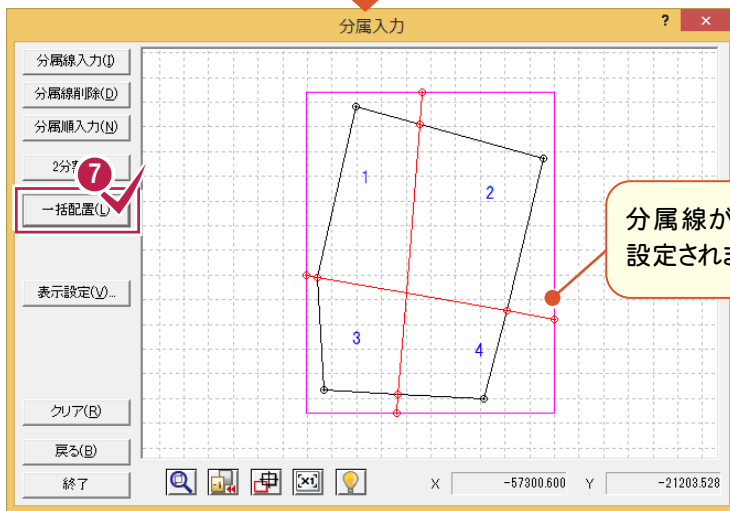 分属入力
?
×
分属線入力(I)
分属線削除(D)
分属順入力(N)
2分
7
一括配置(L)
表示設定(V)...
クリア(R)
戻る(B)
終了
1
2
3
4
分属線が
設定されま
X
-57300.600
Y
-21203.528